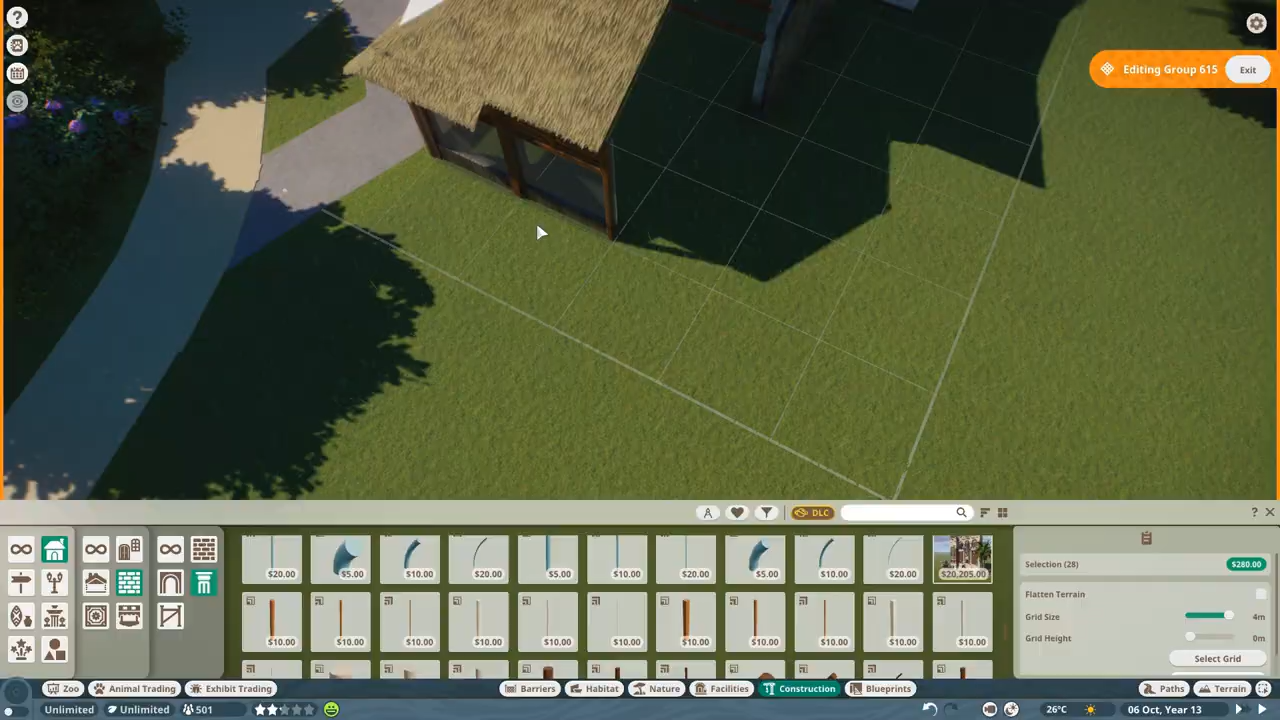 ?
Editing Group 615 Exit
DLC ? ×
$20.00 $5.00 $10.00 $20.00 $5.00 $10.00 $20.00 $5.00 $10.00 $20.00 $20,205.00
$10.00 $10.00 $10.00 $10.00 $10.00 $10.00 $10.00 $10.00 $10.00 $10.00 $10.00
Selection (28) $280.00
Flatten Terrain
Grid Size 4m
Grid Height 0m
Select Grid
Zoo Animal Trading Exhibit Trading Barriers Habitat Nature Facilities Construction Blueprints Paths Terrain
Unlimited Unlimited 501 26°C 06 Oct, Year 13